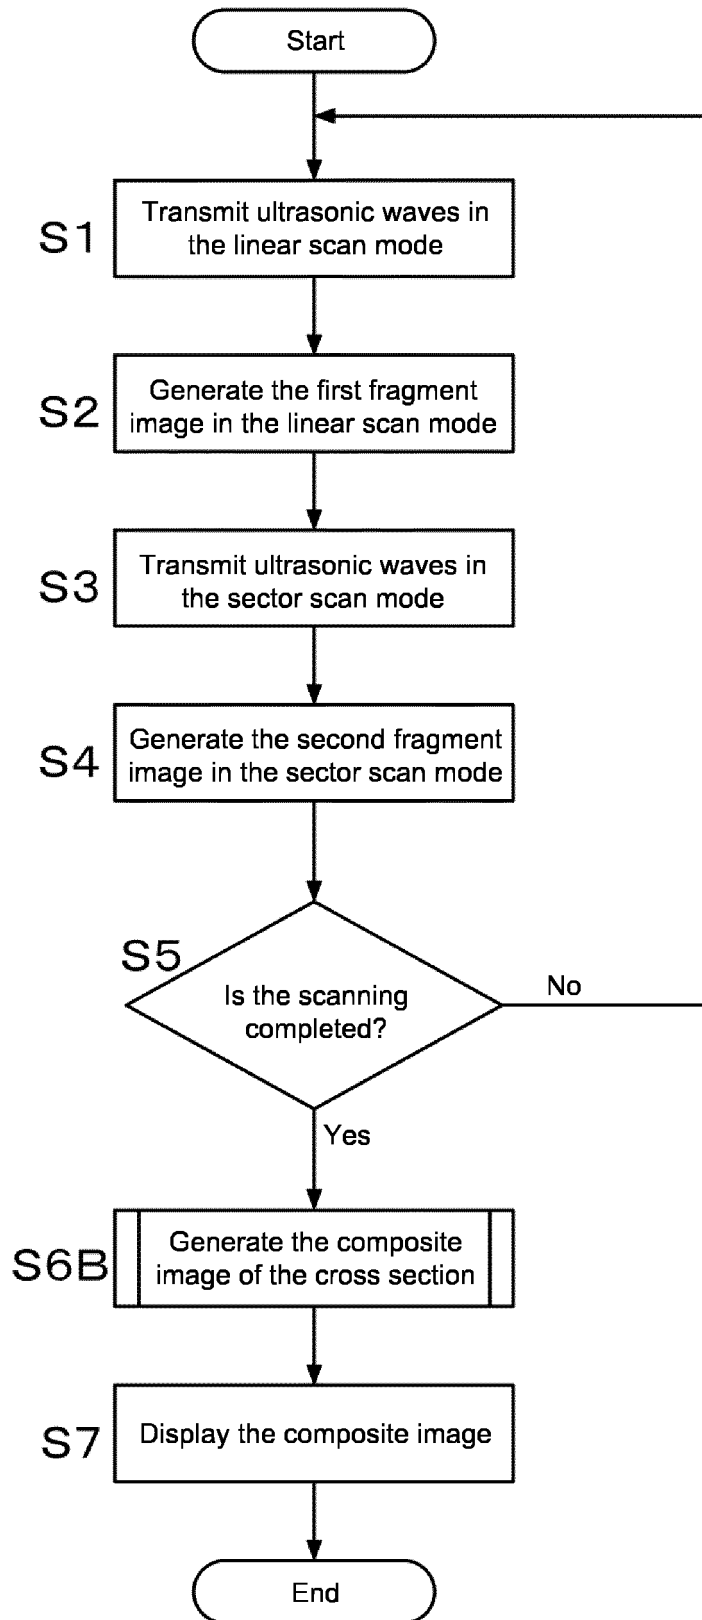 Start
S1
Transmit ultrasonic waves in
the linear scan mode
S2
Generate the first fragment
image in the linear scan mode
S3
Transmit ultrasonic waves in
the sector scan mode
S4
Generate the second fragment
image in the sector scan mode
S5
Is the scanning
completed?
No
Yes
S6B
Generate the composite
image of the cross section
S7
Display the composite image
End